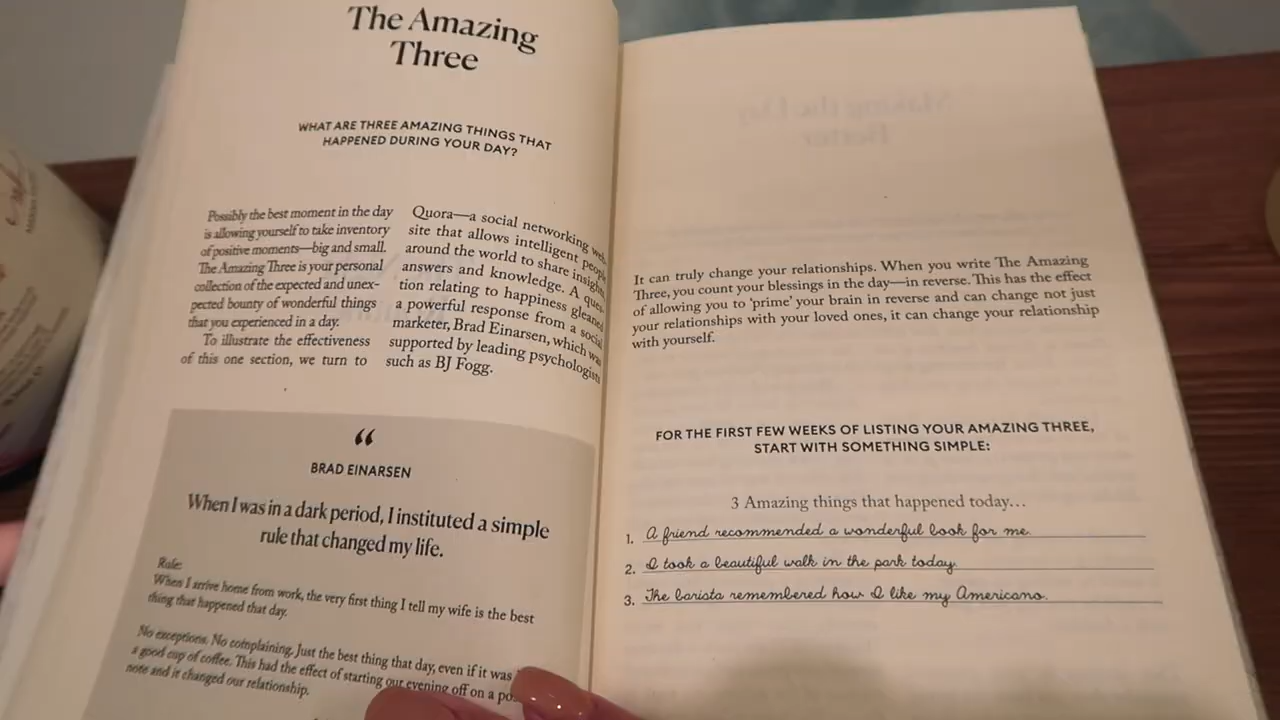 The Amazing
Three
WHAT ARE THREE AMAZING THINGS THAT
HAPPENED DURING YOUR DAY?
Possibly the best moment in the day
is allowing yourself to take inventory
of positive moments—big and small.
The Amazing Three is your personal
collection of the expected and unex-
pected bounty of wonderful things
that you experienced in a day.
To illustrate the effectiveness
of this one section, we turn to
Quora—a social networking web
site that allows intelligent people
around the world to share insights,
answers and knowledge. A ques
tion relating to happiness gleaned
a powerful response from a social
marketer, Brad Einarsen, which was
supported by leading psychologists
such as BJ Fogg.
“
BRAD EINARSEN
When I was in a dark period, I instituted a simple
rule that changed my life.
Rule:
When I arrive home from work, the very first thing I tell my wife is the best
thing that happened that day.
No exceptions. No complaining. Just the best thing that day, even if it was
a good cup of coffee. This had the effect of starting our evening off on a
note and it changed our relationship.
It can truly change your relationships. When you write The Amazing
Three, you count your blessings in the day—in reverse. This has the effect
of allowing you to ‘prime’ your brain in reverse and can change not just
your relationships with your loved ones, it can change your relationship
with yourself.
FOR THE FIRST FEW WEEKS OF LISTING YOUR AMAZING THREE,
START WITH SOMETHING SIMPLE:
3 Amazing things that happened today...
1. A friend recommended a wonderful book for me.
2. I took a beautiful walk in the park today.
3. The barista remembered how I like my Americano.